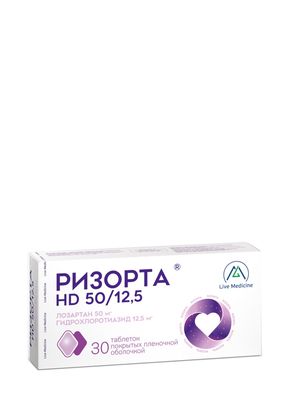 РИЗОРТА®
HD 50/12,5
ЛОЗАРТАН 50 мг
ГИДРОХЛОРОТИАЗИД 12,5 мг
30 таблеток
покрытых пленочной
оболочкой
Live Medicine